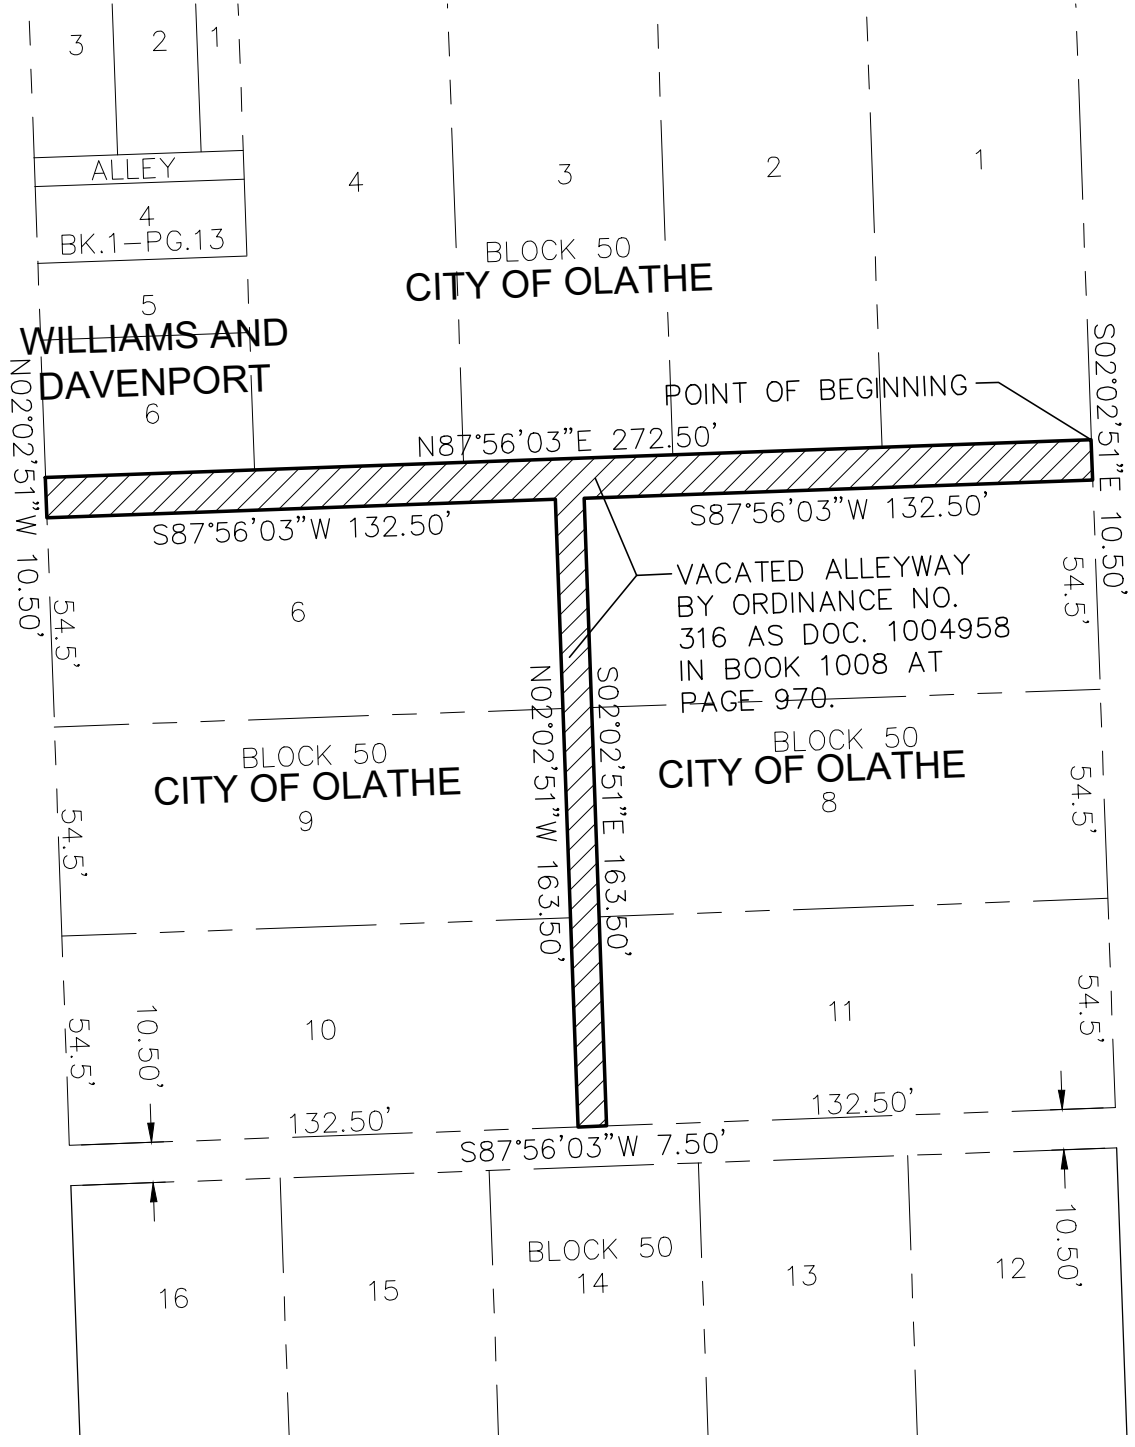 3
2
1
ALLEY
4
BK.1–PG.13
5
WILLIAMS AND
DAVENPORT
6
4
3
2
1
BLOCK 50
CITY OF OLATHE
POINT OF BEGINNING
N87°56'03"E 272.50'
N02°02'51"W 10.50'
S02°02'51"E 10.50'
S87°56'03"W 132.50'
S87°56'03"W 132.50'
VACATED ALLEYWAY
BY ORDINANCE NO.
316 AS DOC. 1004958
IN BOOK 1008 AT
PAGE 970.
6
54.5'
54.5'
N02°02'51"W 163.50'
S02°02'51"E 163.50'
BLOCK 50
CITY OF OLATHE
9
BLOCK 50
CITY OF OLATHE
8
54.5'
54.5'
10
11
54.5'
54.5'
10.50'
132.50'
132.50'
S87°56'03"W 7.50'
10.50'
BLOCK 50
16
15
14
13
12